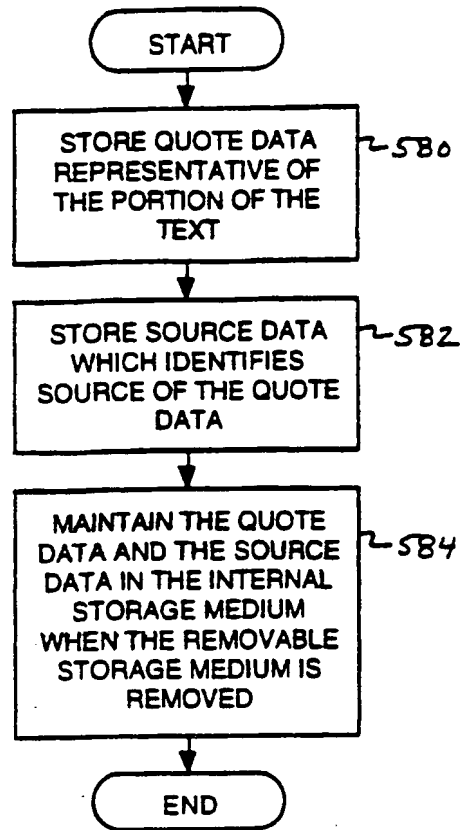 START
STORE QUOTE DATA
REPRESENTATIVE OF
THE PORTION OF THE
TEXT
580
STORE SOURCE DATA
WHICH IDENTIFIES
SOURCE OF THE QUOTE
DATA
582
MAINTAIN THE QUOTE
DATA AND THE SOURCE
DATA IN THE INTERNAL
STORAGE MEDIUM
WHEN THE REMOVABLE
STORAGE MEDIUM IS
REMOVED
584
END